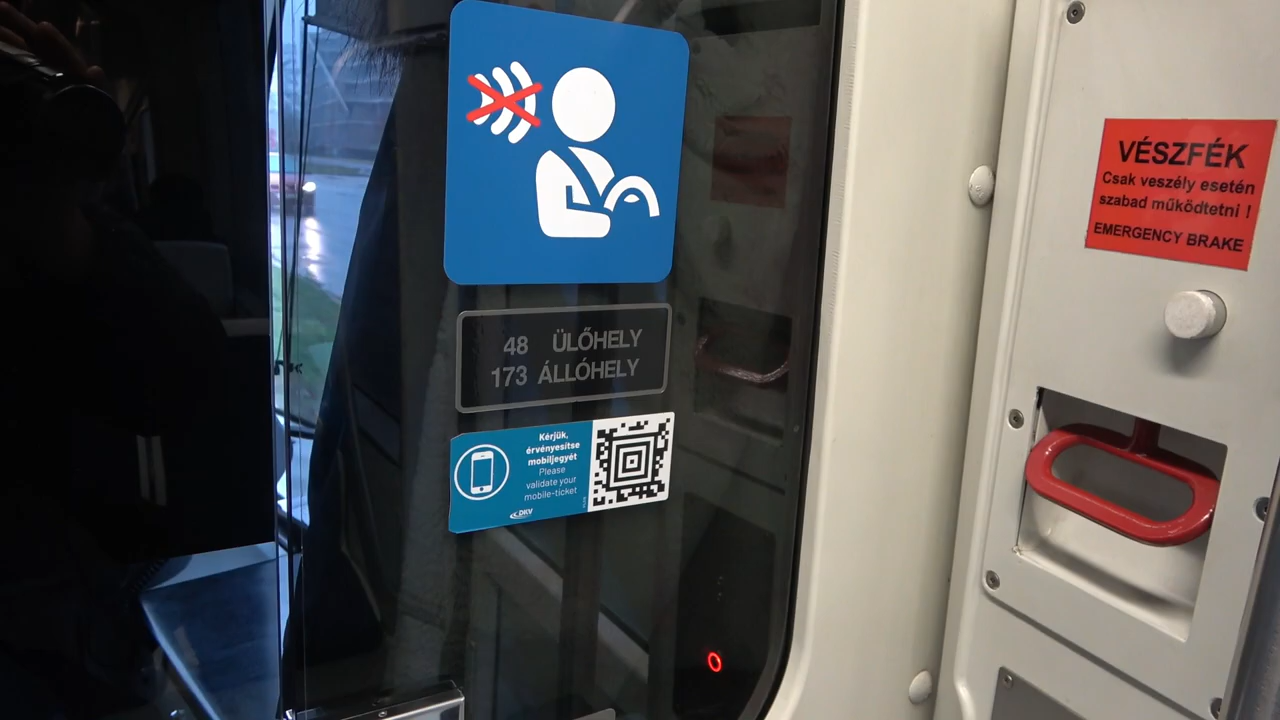 48 ÜLŐHELY
173 ÁLLÓHELY
Kérjük,
érvényesítse
mobiljegyét
Please
validate your
mobile-ticket
DKV
VÉSZFÉK
Csak veszély esetén
szabad működtetni !
EMERGENCY BRAKE